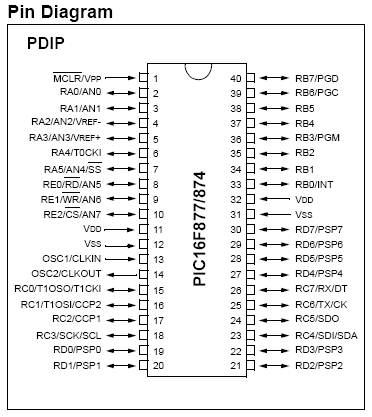 Pin Diagram
PDIP
MCLR/VPP 1 40 RB7/PGD
RA0/AN0 2 39 RB6/PGC
RA1/AN1 3 38 RB5
RA2/AN2/VREF- 4 37 RB4
RA3/AN3/VREF+ 5 36 RB3/PGM
RA4/T0CKI 6 35 RB2
RA5/AN4/SS 7 34 RB1
RE0/RD/AN5 8 33 RB0/INT
RE1/WR/AN6 9 32 VDD
RE2/CS/AN7 10 31 VSS
VDD 11 30 RD7/PSP7
VSS 12 29 RD6/PSP6
OSC1/CLKIN 13 28 RD5/PSP5
OSC2/CLKOUT 14 27 RD4/PSP4
RC0/T1OSO/T1CKI 15 26 RC7/RX/DT
RC1/T1OSI/CCP2 16 25 RC6/TX/CK
RC2/CCP1 17 24 RC5/SDO
RC3/SCK/SCL 18 23 RC4/SDI/SDA
RD0/PSP0 19 22 RD3/PSP3
RD1/PSP1 20 21 RD2/PSP2
PIC16F877/874